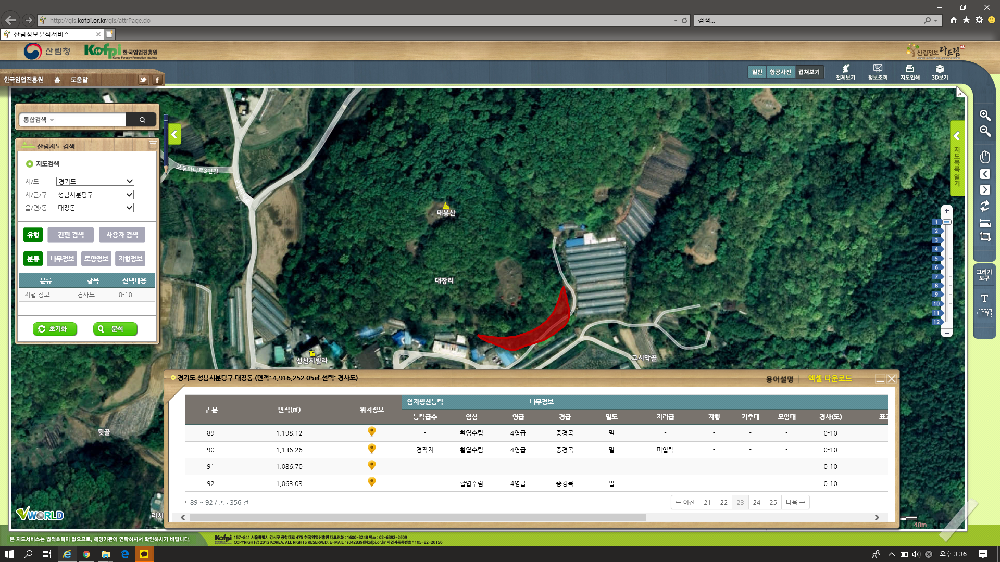 http://gis.kofpi.or.kr/gis/attrPage.do
검색...
산림정보분석서비스
산림청
Kofpi 한국임업진흥원
Korea Forestry Promotion Institute
산림정보 다드림
한국임업진흥원 홈 도움말
일반 항공사진 겹쳐보기
전체보기 정보조회 지도인쇄 3D보기
통합검색
산림지도 검색
지도검색
시/도 경기도
시/군/구 성남시분당구
읍/면/동 대장동
유형 간편 검색 사용자 검색
분류 나무정보 토양정보 지형정보
분류 항목 선택내용
지형 정보 경사도 0-10
초기화 분석
모두마니로3번길
태봉산
대장리
신천지빌라
그시막골
뒷골
리치
지도목록 열기
+
1
2
3
4
5
6
7
8
9
10
11
12
-
그리기
도구
T
도형
경기도 성남시분당구 대장동 (면적: 4,916,252.05㎡ 선택: 경사도)
용어설명 | 엑셀 다운로드
구 분 면적(㎡) 위치정보 임지생산능력 나무정보
능력급수 임상 영급 경급 밀도 지리급 지형 기후대 모암대 경사(도) 표고
89 1,198.12 - 활엽수림 4영급 중경목 밀 - - - - 0-10
90 1,136.26 경작지 활엽수림 4영급 중경목 밀 미입력 - - - 0-10
91 1,086.70 - - - - - - - - - 0-10
92 1,063.03 - 활엽수림 4영급 중경목 밀 - - - - 0-10
89 ~ 92 / 총 : 356 건
← 이전 21 22 23 24 25 다음 →
VWORLD
40m
본 지도서비스는 법적효력이 없으므로, 해당기관에 연락하셔서 확인하시기 바랍니다.
Kofpi 157-841 서울특별시 강서구 공항대로 475 한국임업진흥원 대표전화 : 1600-3248 팩스 : 02-6393-2609
COPYRIGHTⓒ 2013 KOREA. ALL RIGHTS RESERVED. E-MAIL : s042839@kofpi.or.kr 사업자등록번호 : 105-82-20156
오후 3:36